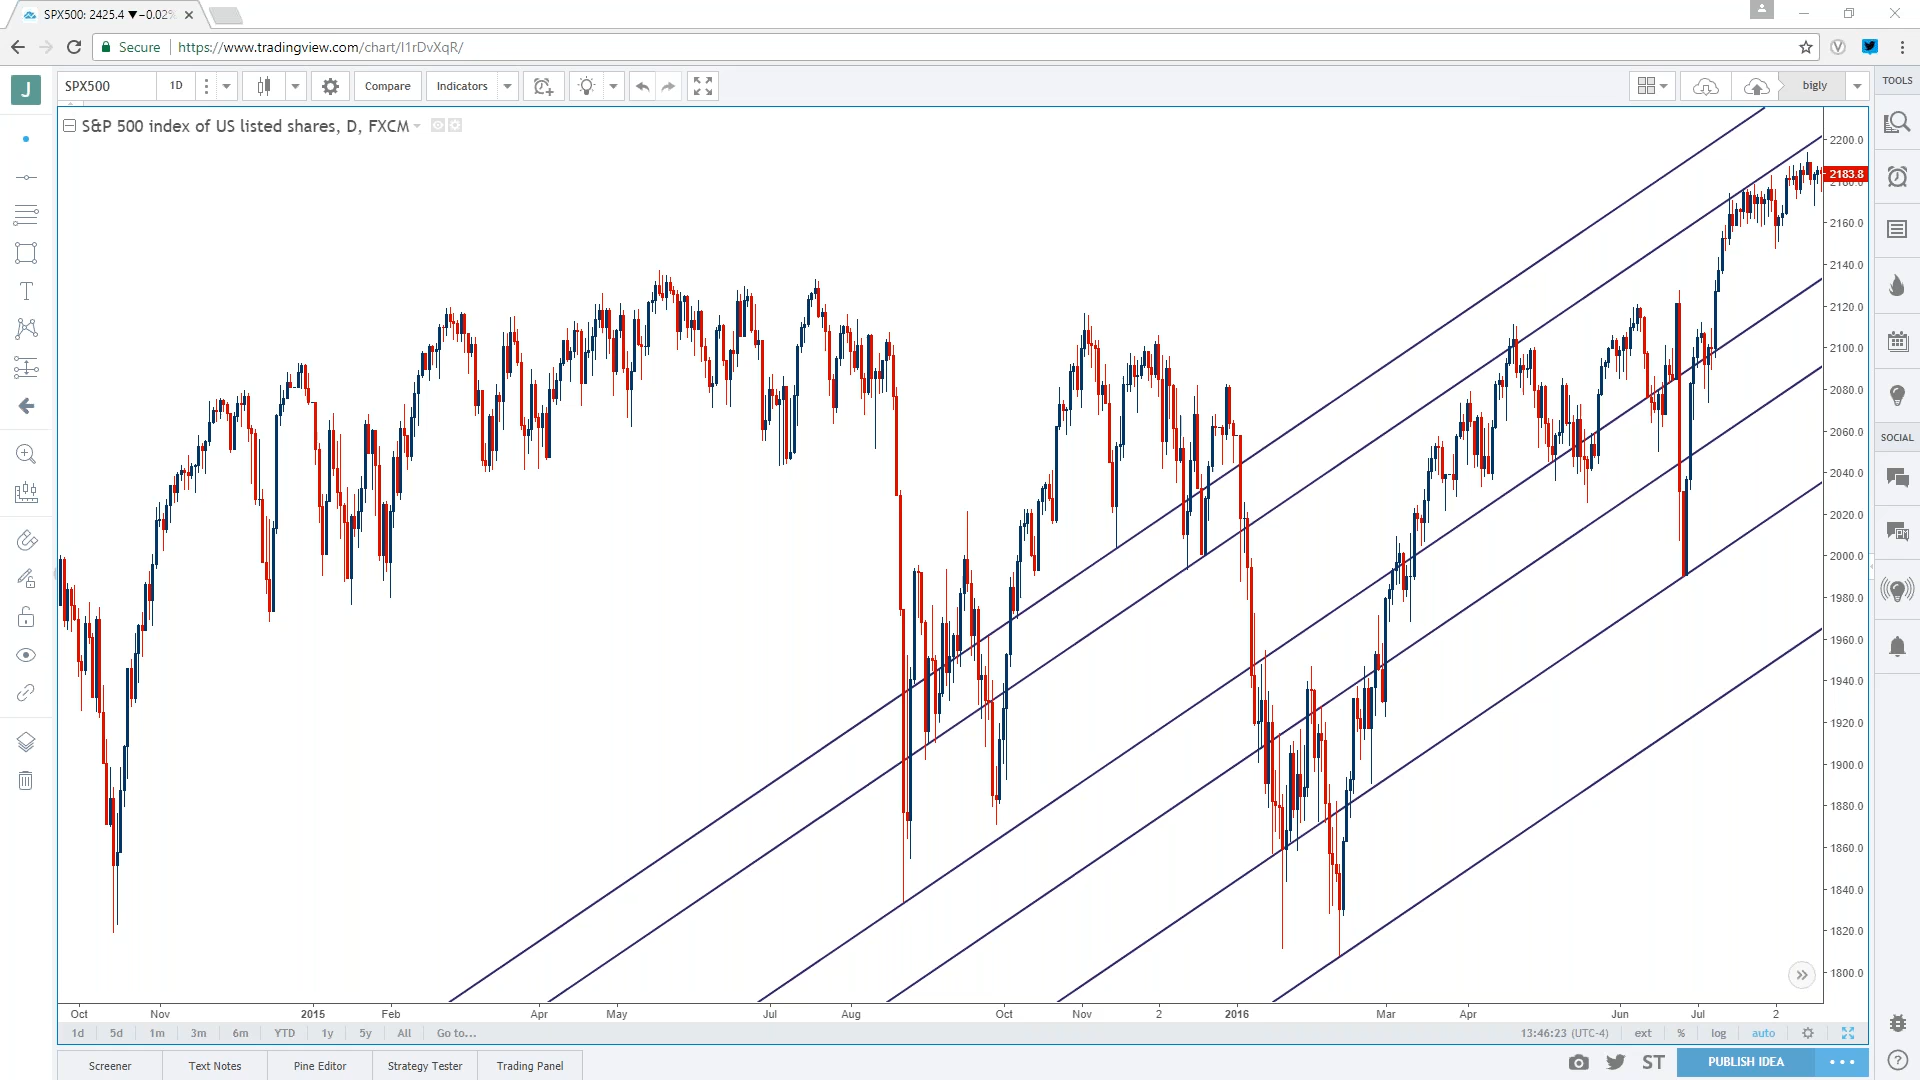 SPX500: 2425.4 ▼−0.02%
Secure
https://www.tradingview.com/chart/I1rDvXqR/
J
SPX500
1D
Compare
Indicators
bigly
TOOLS
S&P 500 index of US listed shares, D, FXCM
2200.0
2183.8
2180.0
2160.0
2140.0
2120.0
2100.0
2080.0
2060.0
2040.0
2020.0
2000.0
1980.0
1960.0
1940.0
1920.0
1900.0
1880.0
1860.0
1840.0
1820.0
1800.0
SOCIAL
Oct Nov 2015 Feb Apr May Jul Aug Oct Nov 2 2016 Mar Apr Jun Jul 2
1d 5d 1m 3m 6m YTD 1y 5y All Go to... 13:46:23 (UTC-4) ext % log auto
Screener Text Notes Pine Editor Strategy Tester Trading Panel ST PUBLISH IDEA